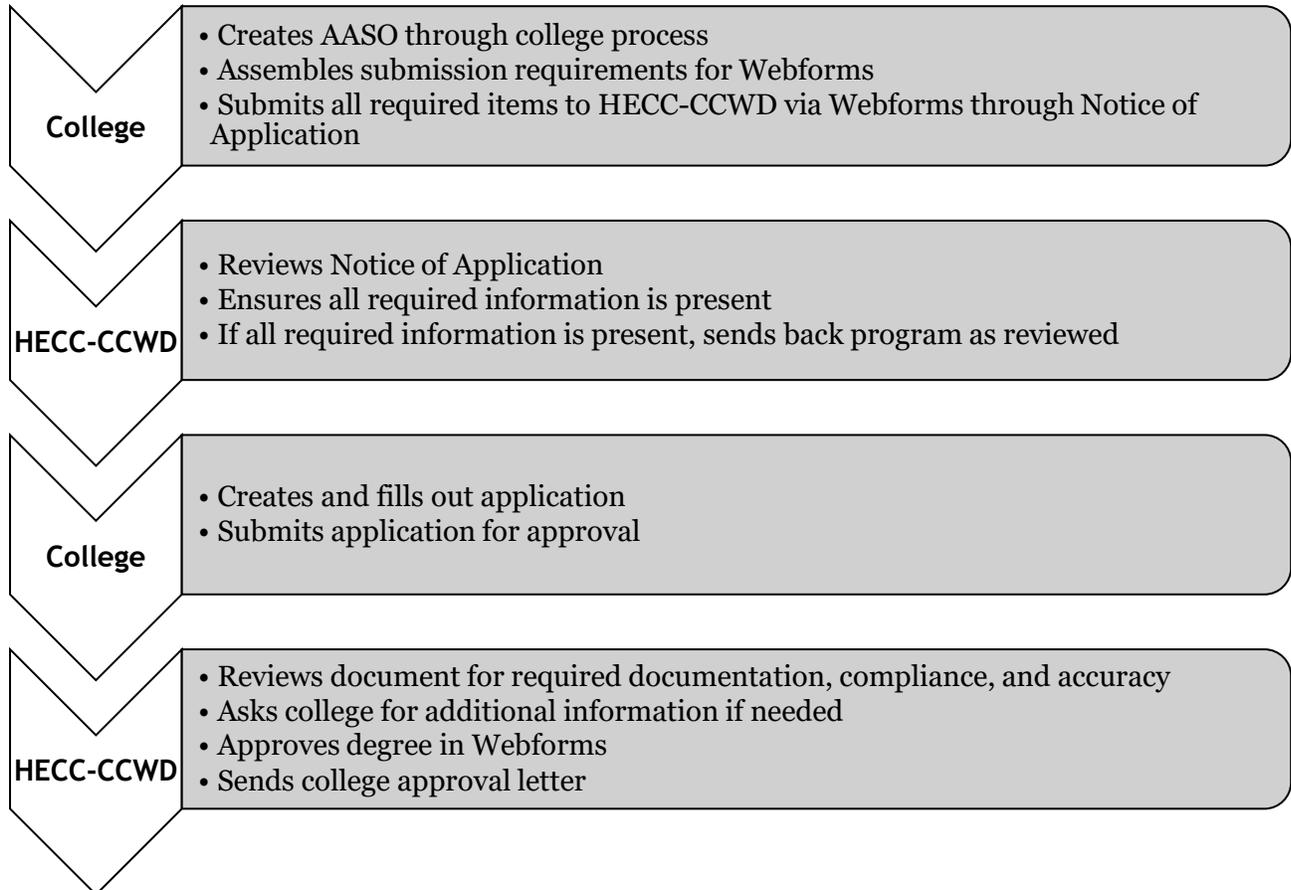 College
• Creates AASO through college process
• Assembles submission requirements for Webforms
• Submits all required items to HECC-CCWD via Webforms through Notice of
Application
HECC-CCWD
• Reviews Notice of Application
• Ensures all required information is present
• If all required information is present, sends back program as reviewed
College
• Creates and fills out application
• Submits application for approval
HECC-CCWD
• Reviews document for required documentation, compliance, and accuracy
• Asks college for additional information if needed
• Approves degree in Webforms
• Sends college approval letter